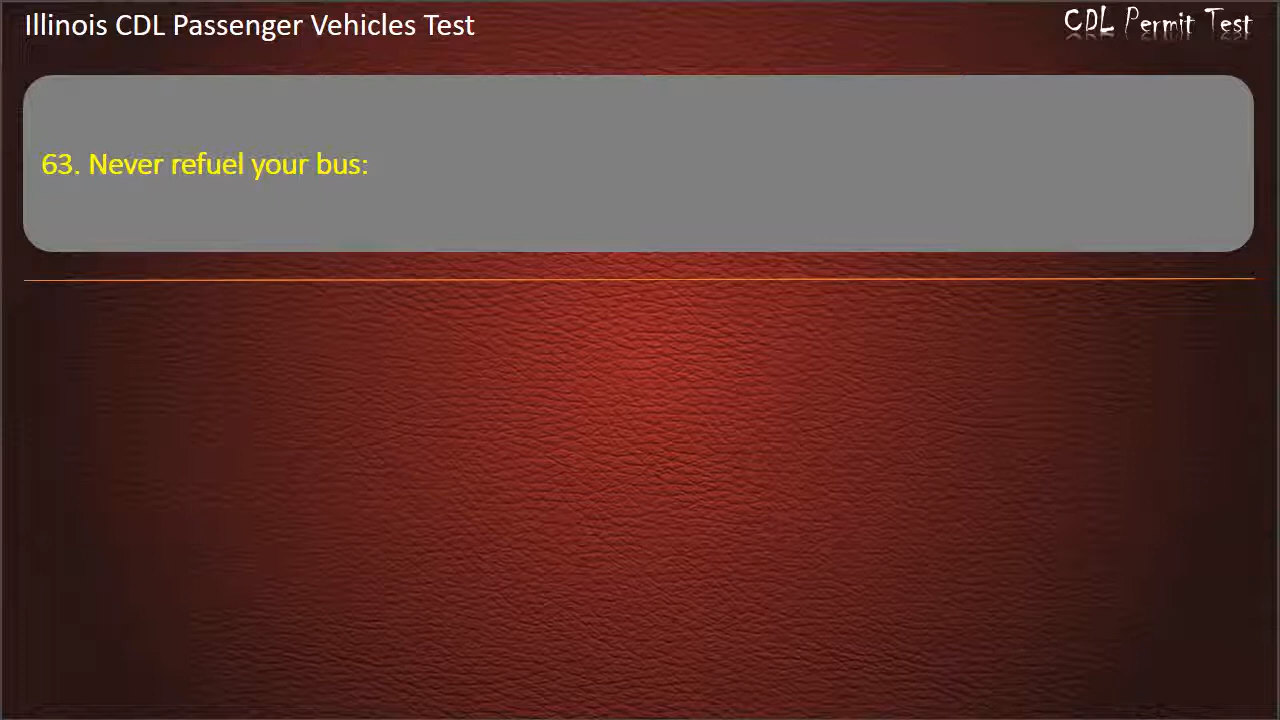 Illinois CDL Passenger Vehicles Test
CDL Permit Test
63. Never refuel your bus: